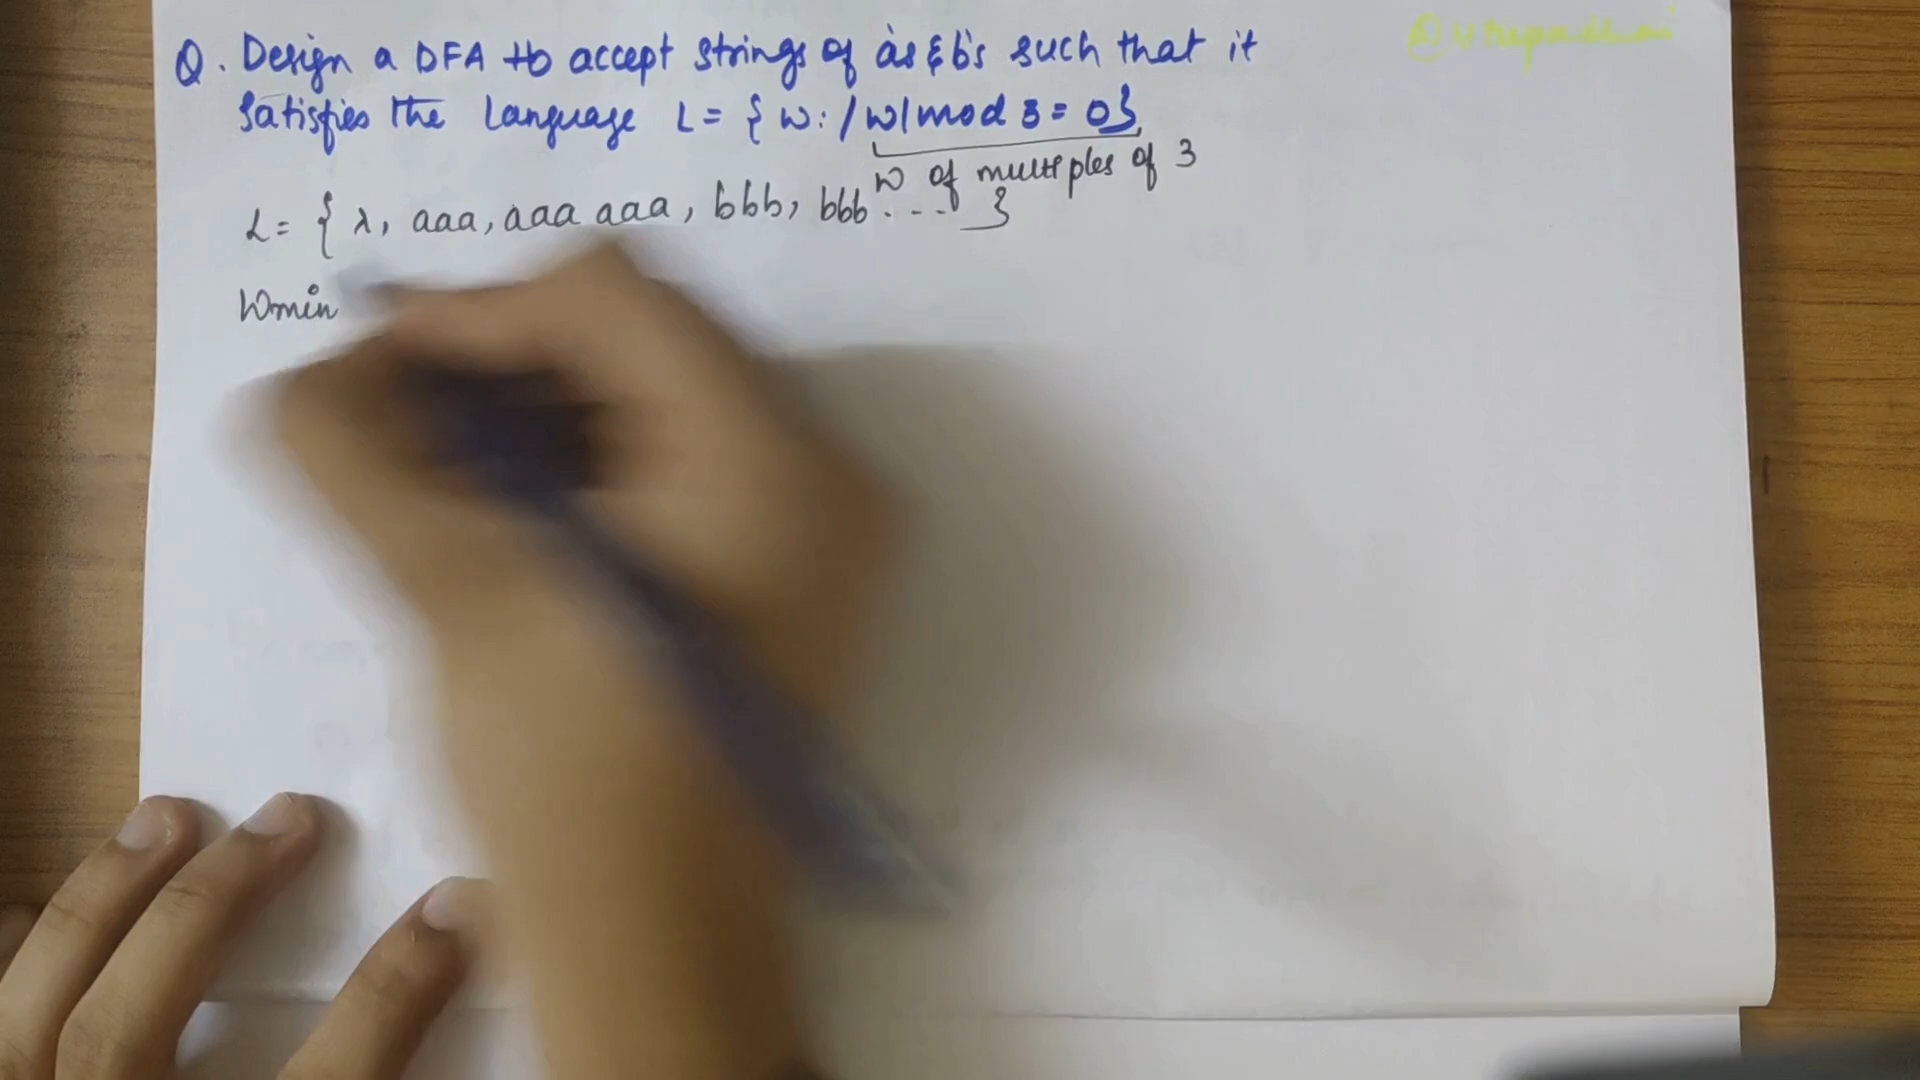 Q. Design a DFA to accept strings of a's & b's such that it
satisfies the Language L = { w : |w| mod 3 = 0}
w of multiples of 3
L = { λ, aaa, aaa aaa, bbb, bbb . - - - }
Wmin